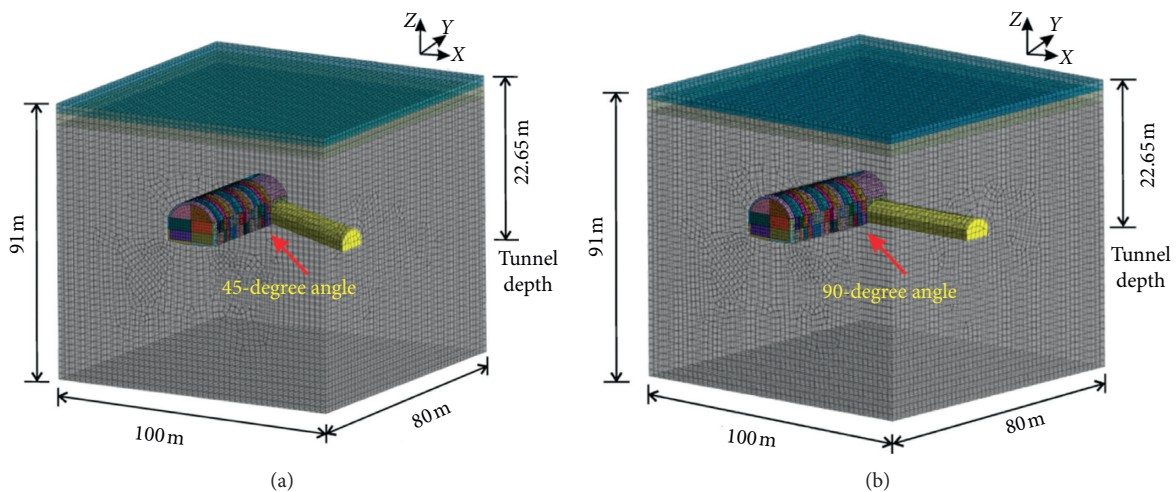 Z
Y
X
91 m
22.65 m
Tunnel
depth
45-degree angle
100 m
80 m
(a)
Z
Y
X
91 m
22.65 m
Tunnel
depth
90-degree angle
100 m
80 m
(b)